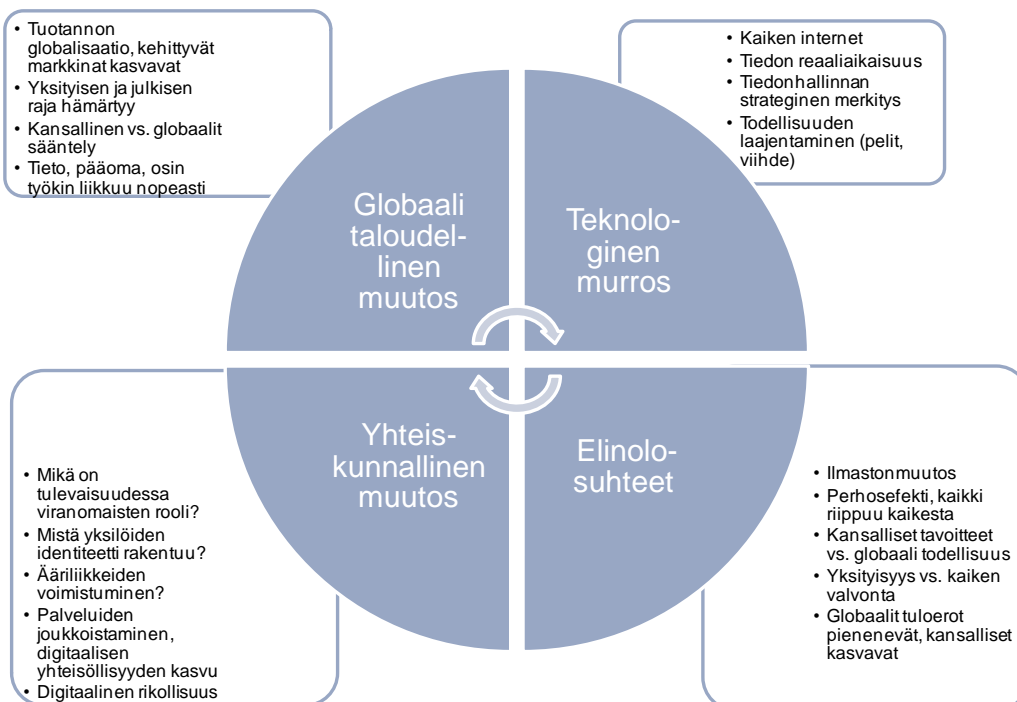 • Tuotannon
globalisaatio, kehittyvät
markkinat kasvavat
• Yksityisen ja julkisen
raja hämärtyy
• Kansallinen vs. globaalit
sääntely
• Tieto, pääoma, osin
työkin liikkuu nopeasti
• Kaiken internet
• Tiedon reaaliaikaisuus
• Tiedonhallinnan
strateginen merkitys
• Todellisuuden
laajentaminen (pelit,
viihde)
Globaali
taloudel-
linen
muutos
Teknolo-
ginen
murros
Yhteis-
kunnallinen
muutos
Elinolo-
suhteet
• Mikä on
tulevaisuudessa
viranomaisten rooli?
• Mistä yksilöiden
identiteetti rakentuu?
• Ääriliikkeiden
voimistuminen?
• Palveluiden
joukkoistaminen,
digitaalisen
yhteisöllisyyden kasvu
• Digitaalinen rikollisuus
• Ilmastonmuutos
• Perhosefekti, kaikki
riippuu kaikesta
• Kansalliset tavoitteet
vs. globaali todellisuus
• Yksityisyys vs. kaiken
valvonta
• Globaalit tuloerot
pienenevät, kansalliset
kasvavat